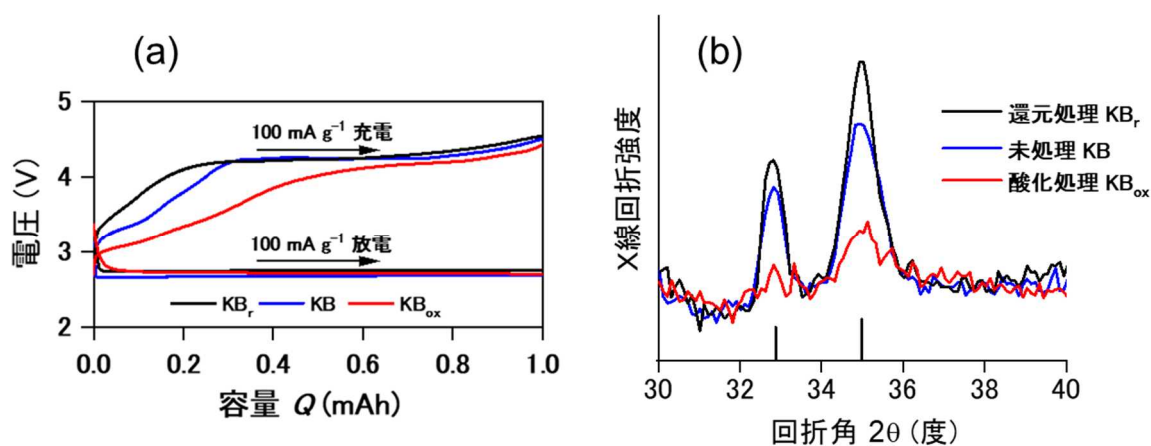 (a)
5
4
3
2
電圧 (V)
100 mA g⁻¹ 充電
100 mA g⁻¹ 放電
KBr KB KBox
0.0 0.2 0.4 0.6 0.8 1.0
容量 Q (mAh)
(b)
X線回折強度
還元処理 KBr
未処理 KB
酸化処理 KBox
30 32 34 36 38 40
回折角 2θ (度)